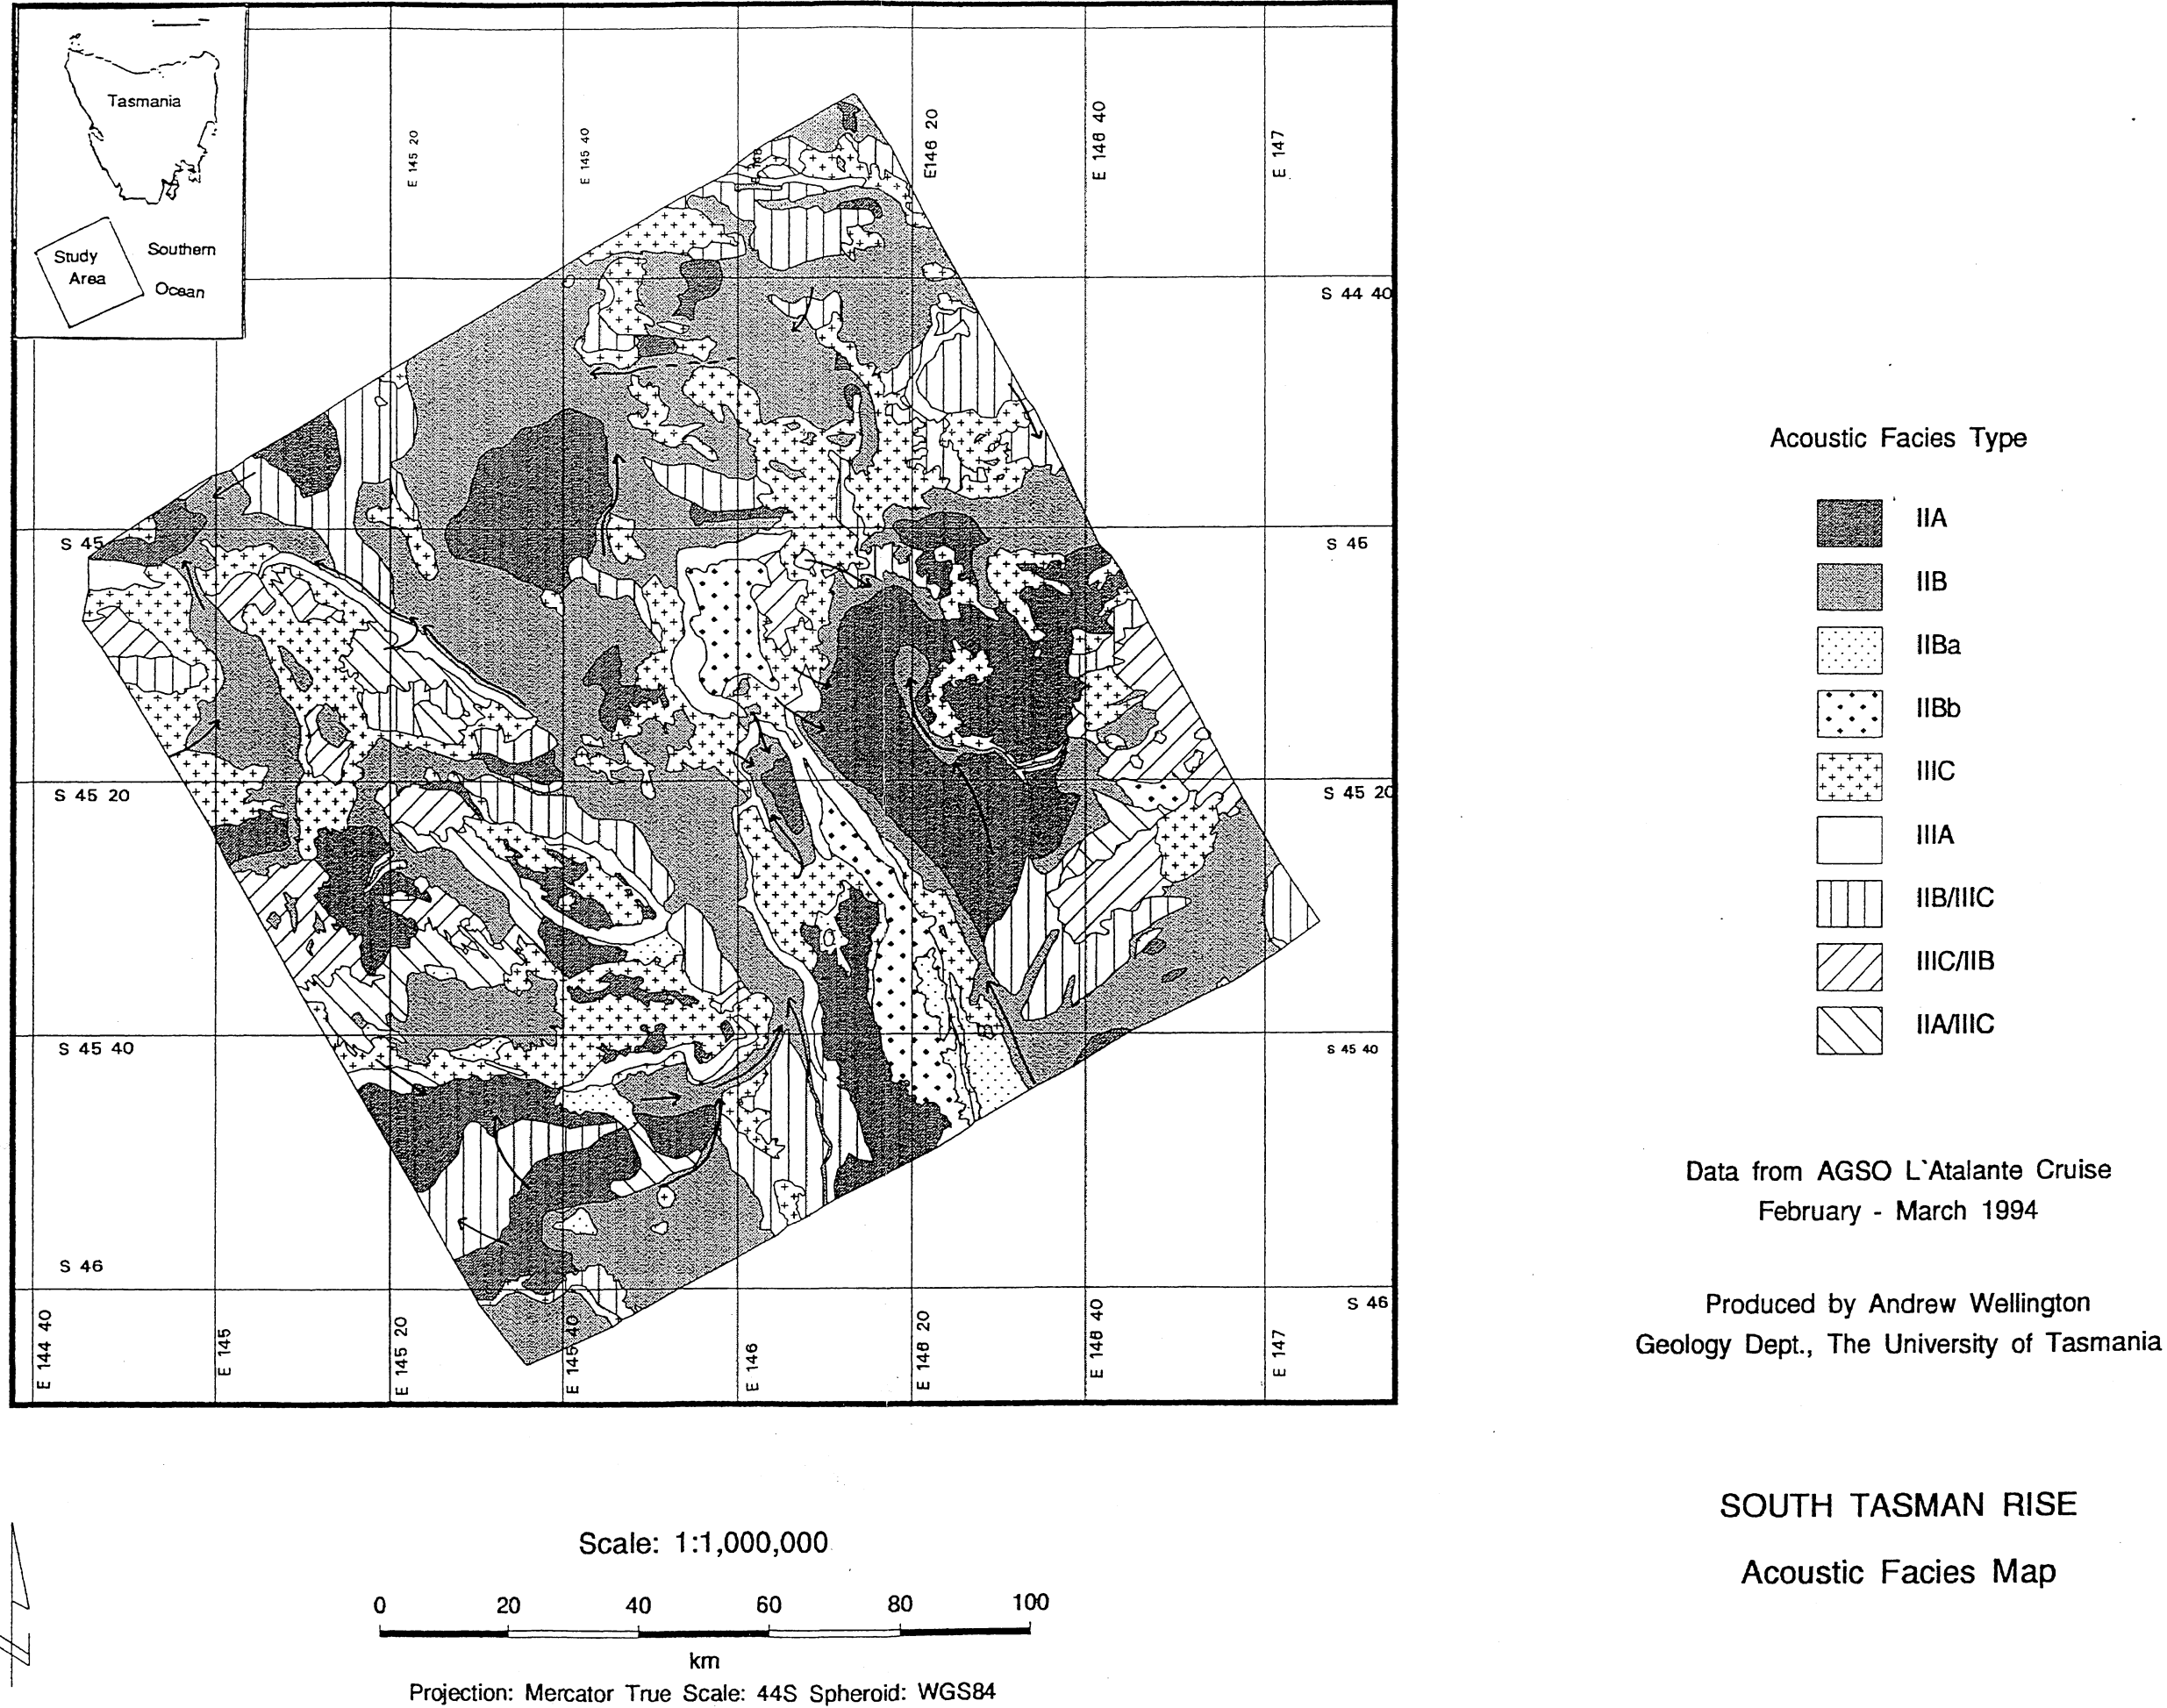 Tasmania
Study
Area
Southern
Ocean
E 145 20
E 145 40
E 146
E146 20
E 146 40
E 147
S 44 40
S 45
S 45
S 45 20
S 45 20
S 45 40
S 45 40
S 46
S 46
E 144 40
E 145
E 145 20
E 145 40
E 146
E 146 20
E 146 40
E 147
Acoustic Facies Type
IIA
IIB
IIBa
IIBb
IIIC
IIIA
IIB/IIIC
IIIC/IIB
IIA/IIIC
Data from AGSO L`Atalante Cruise
February - March 1994
Produced by Andrew Wellington
Geology Dept., The University of Tasmania
SOUTH TASMAN RISE
Acoustic Facies Map
Scale: 1:1,000,000
0 20 40 60 80 100
km
Projection: Mercator True Scale: 44S Spheroid: WGS84